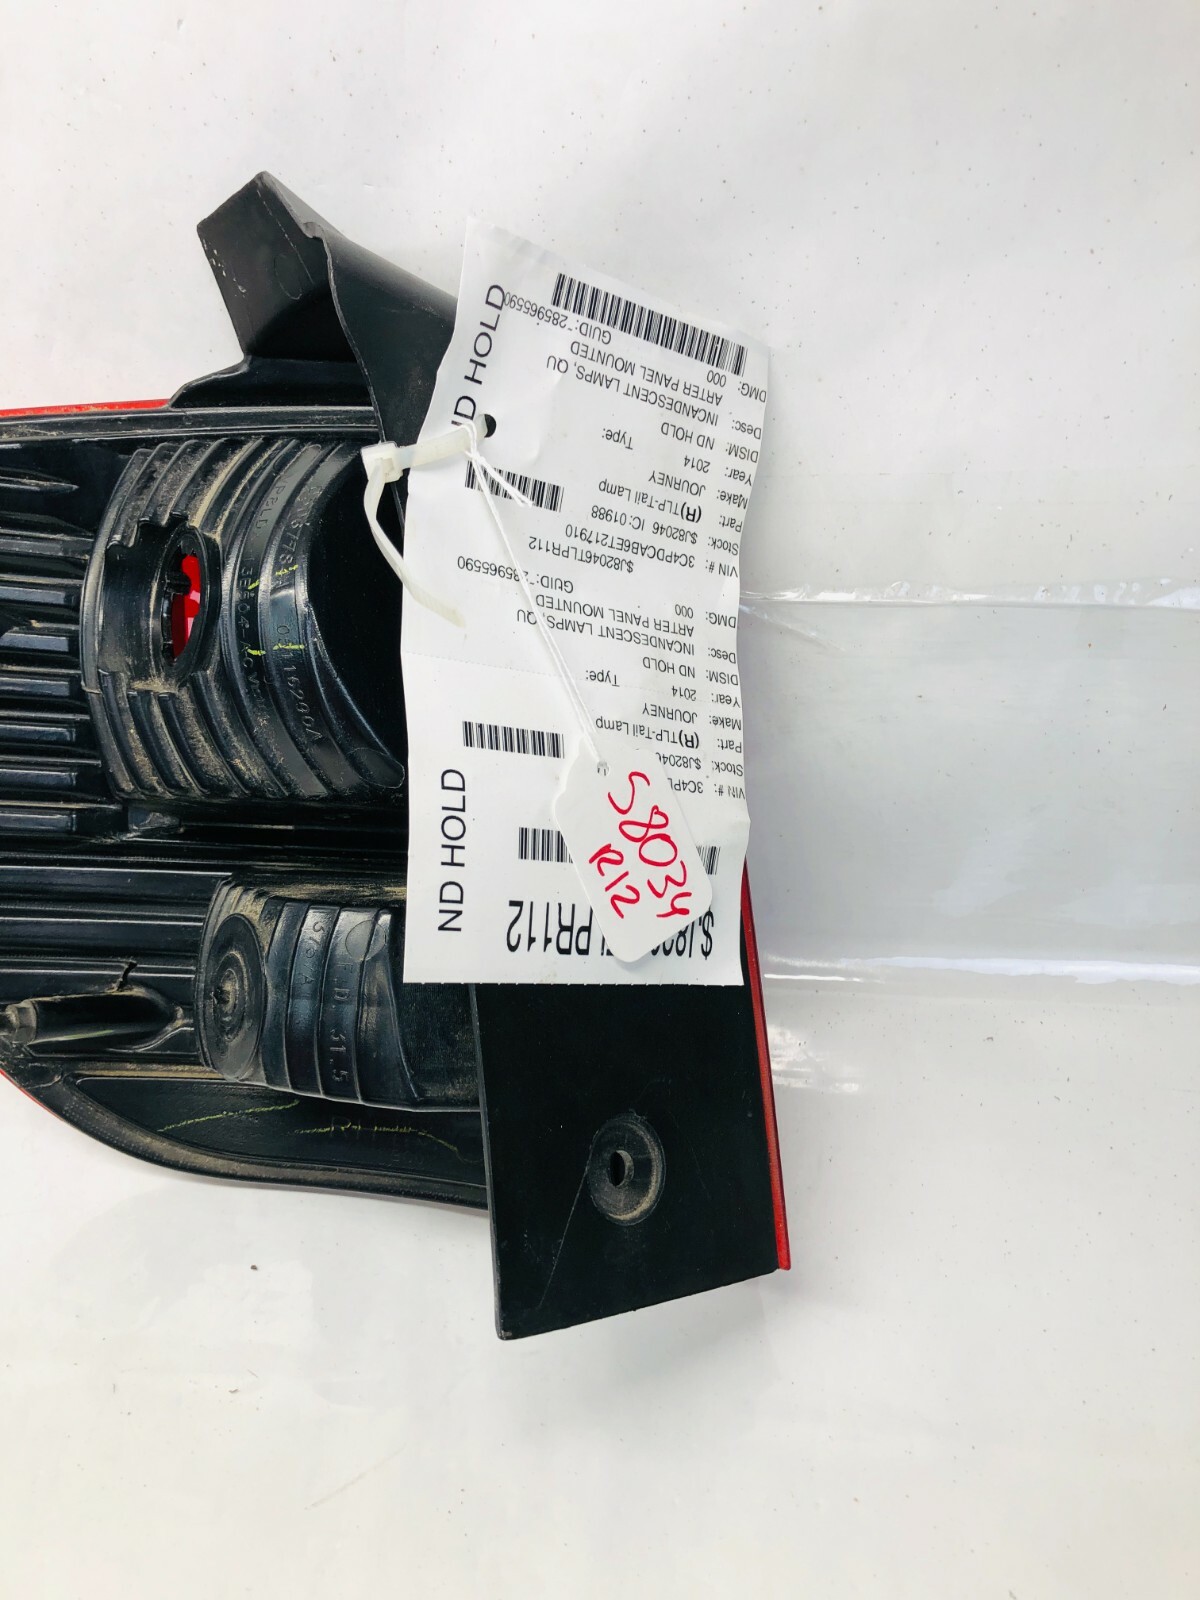 ND HOLD
GUID: 285965590
DMG: 000
ARTER PANEL MOUNTED
Desc: INCANDESCENT LAMPS, QU
DISM: ND HOLD
Year: 2014 Type:
Make: JOURNEY
Part: (R)TLP-Tail Lamp
Stock: $J82046 IC: 01988
VIN #: 3C4PDCAB6ET217910
$J82046TLPR112
GUID: 285965590
DMG: 000
ARTER PANEL MOUNTED
Desc: INCANDESCENT LAMPS, QU
DISM: ND HOLD
Year: 2014 Type:
Make: JOURNEY
Part: (R)TLP-Tail Lamp
Stock: $J82046
VIN #:
ND HOLD
PR112
S8034
R12
31.5